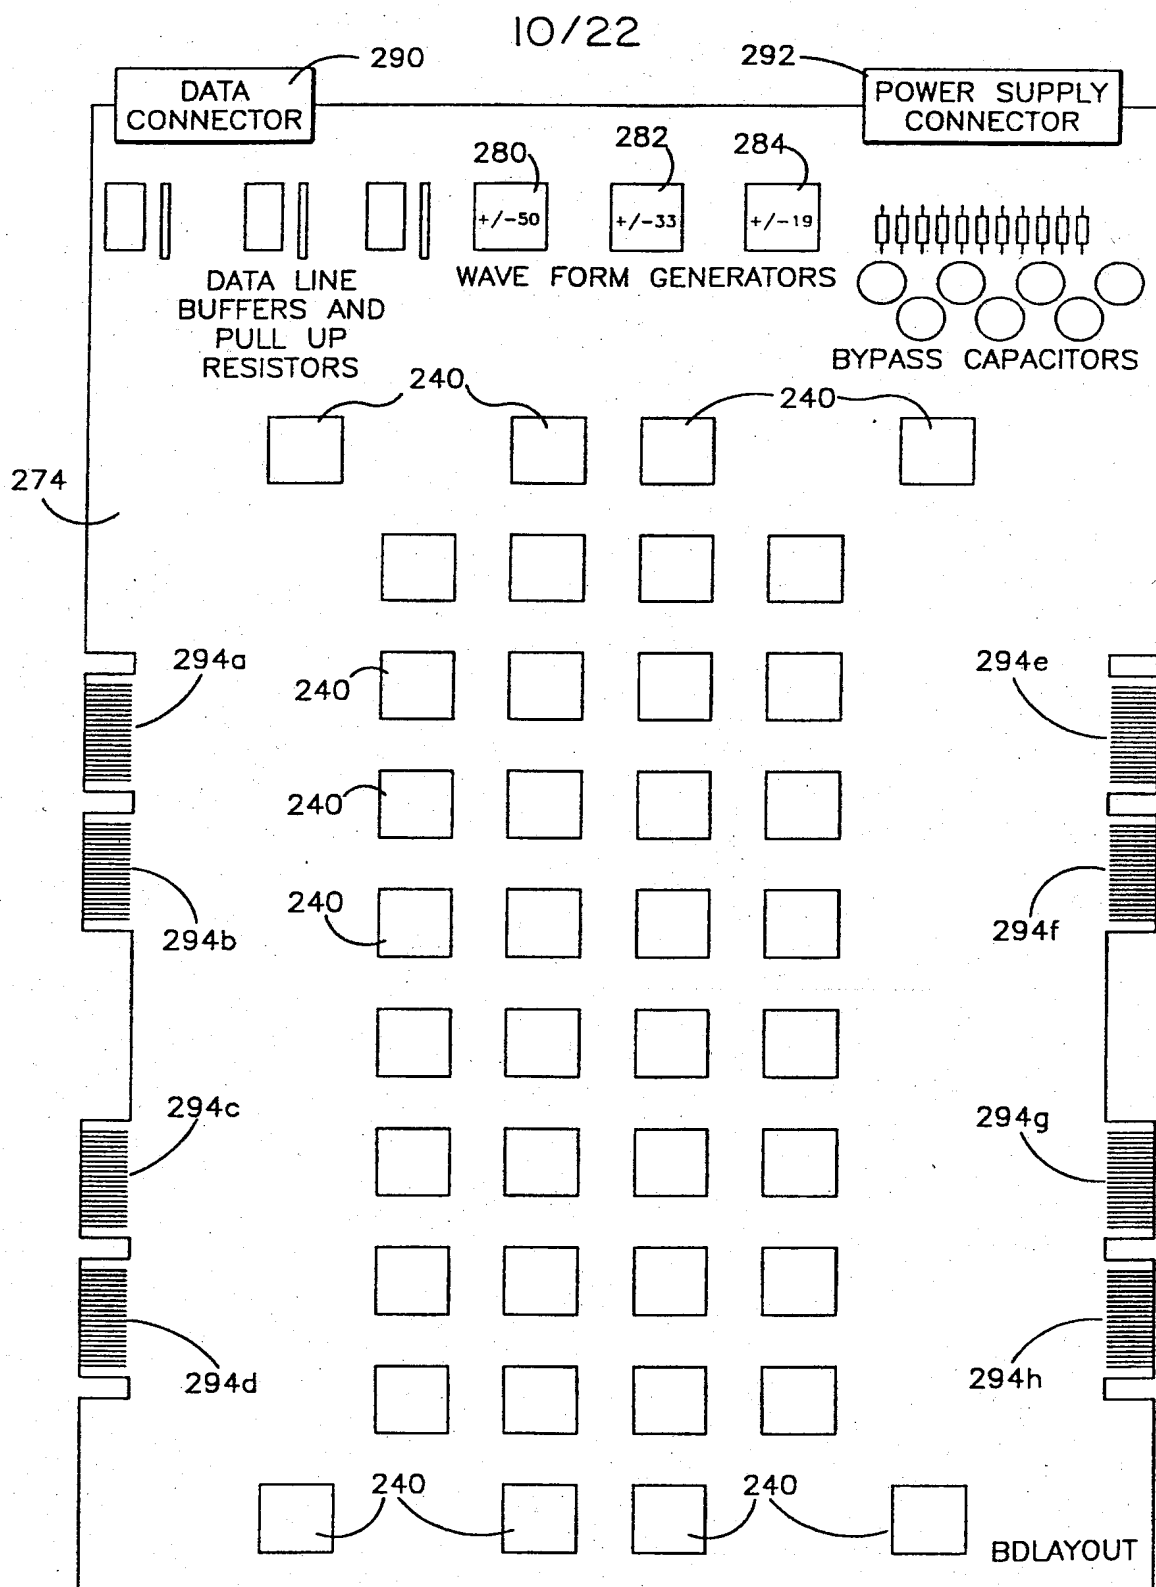 10/22
290
292
DATA
CONNECTOR
POWER SUPPLY
CONNECTOR
280
282
284
+/-50
+/-33
+/-19
DATA LINE
BUFFERS AND
PULL UP
RESISTORS
WAVE FORM GENERATORS
BYPASS CAPACITORS
240
240
274
294a
240
294e
240
240
294b
294f
294c
294g
294d
294h
240
240
BDLAYOUT